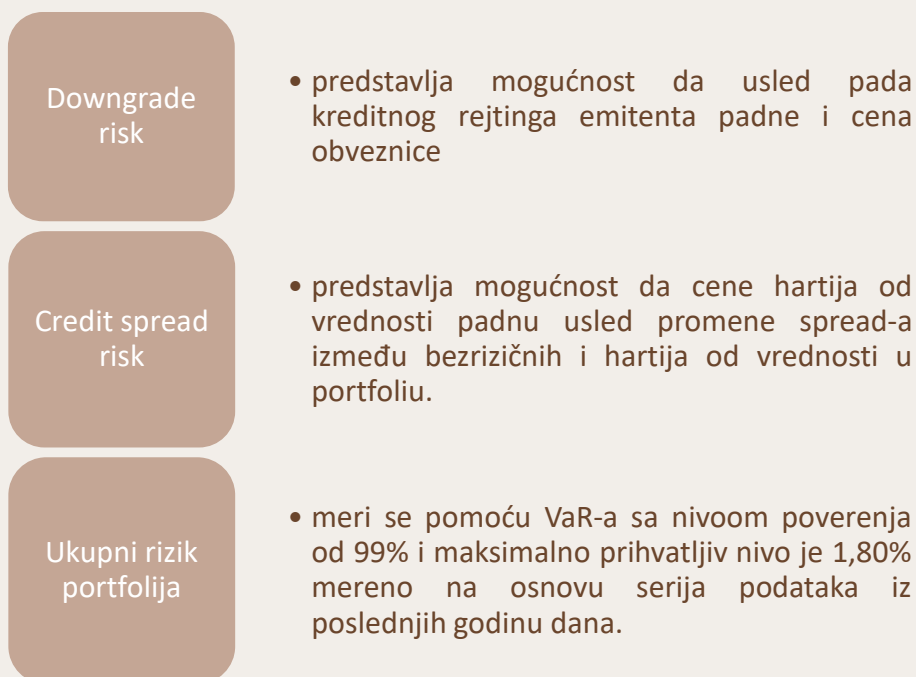 Downgrade
risk
• predstavlja mogućnost da usled pada
kreditnog rejtinga emitenta padne i cena
obveznice
Credit spread
risk
• predstavlja mogućnost da cene hartija od
vrednosti padnu usled promene spread-a
između bezrizičnih i hartija od vrednosti u
portfoliu.
Ukupni rizik
portfolija
• meri se pomoću VaR-a sa nivoom poverenja
od 99% i maksimalno prihvatljiv nivo je 1,80%
mereno na osnovu serija podataka iz
poslednjih godinu dana.